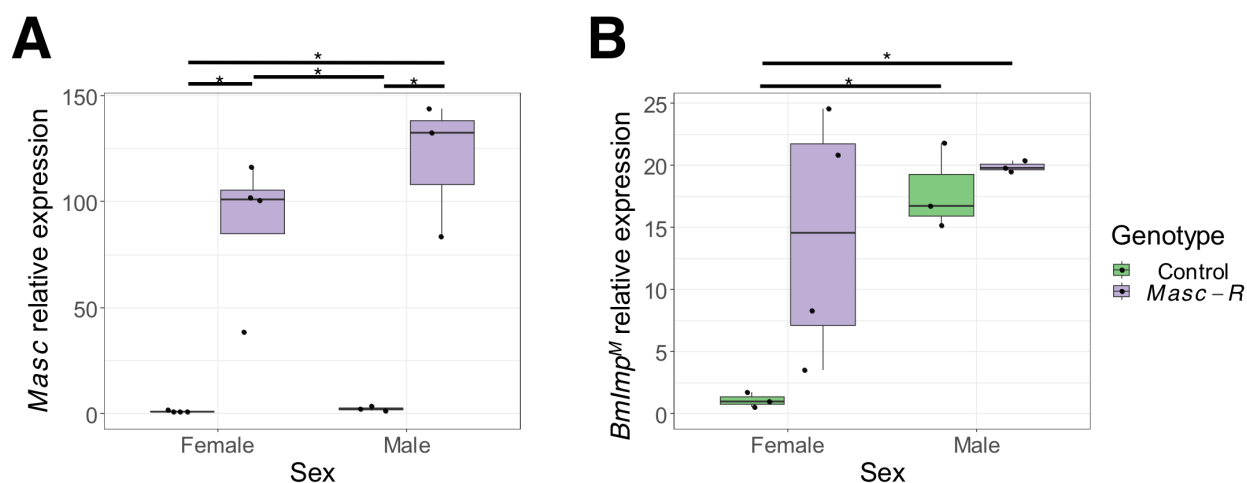 A
B
*
*
*
*
*
*
150
100
50
0
Masc relative expression
Female
Male
Sex
25
20
15
10
5
0
BmImpᴹ relative expression
Female
Male
Sex
Genotype
Control
Masc – R